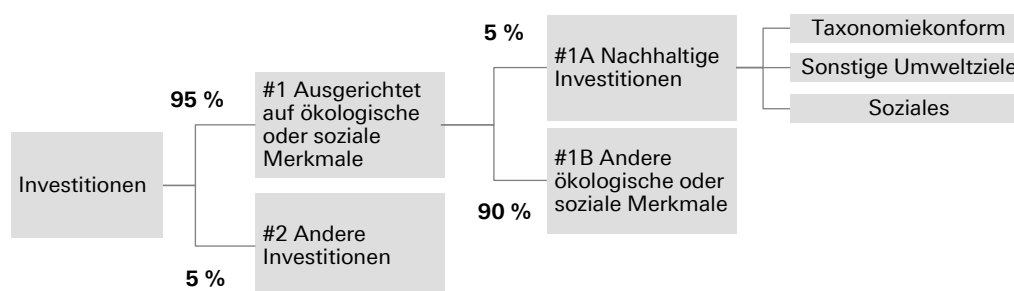 Investitionen
95 %
#1 Ausgerichtet
auf ökologische
oder soziale
Merkmale
5 %
#2 Andere
Investitionen
5 %
#1A Nachhaltige
Investitionen
90 %
#1B Andere
ökologische oder
soziale Merkmale
Taxonomiekonform
Sonstige Umweltziele
Soziales